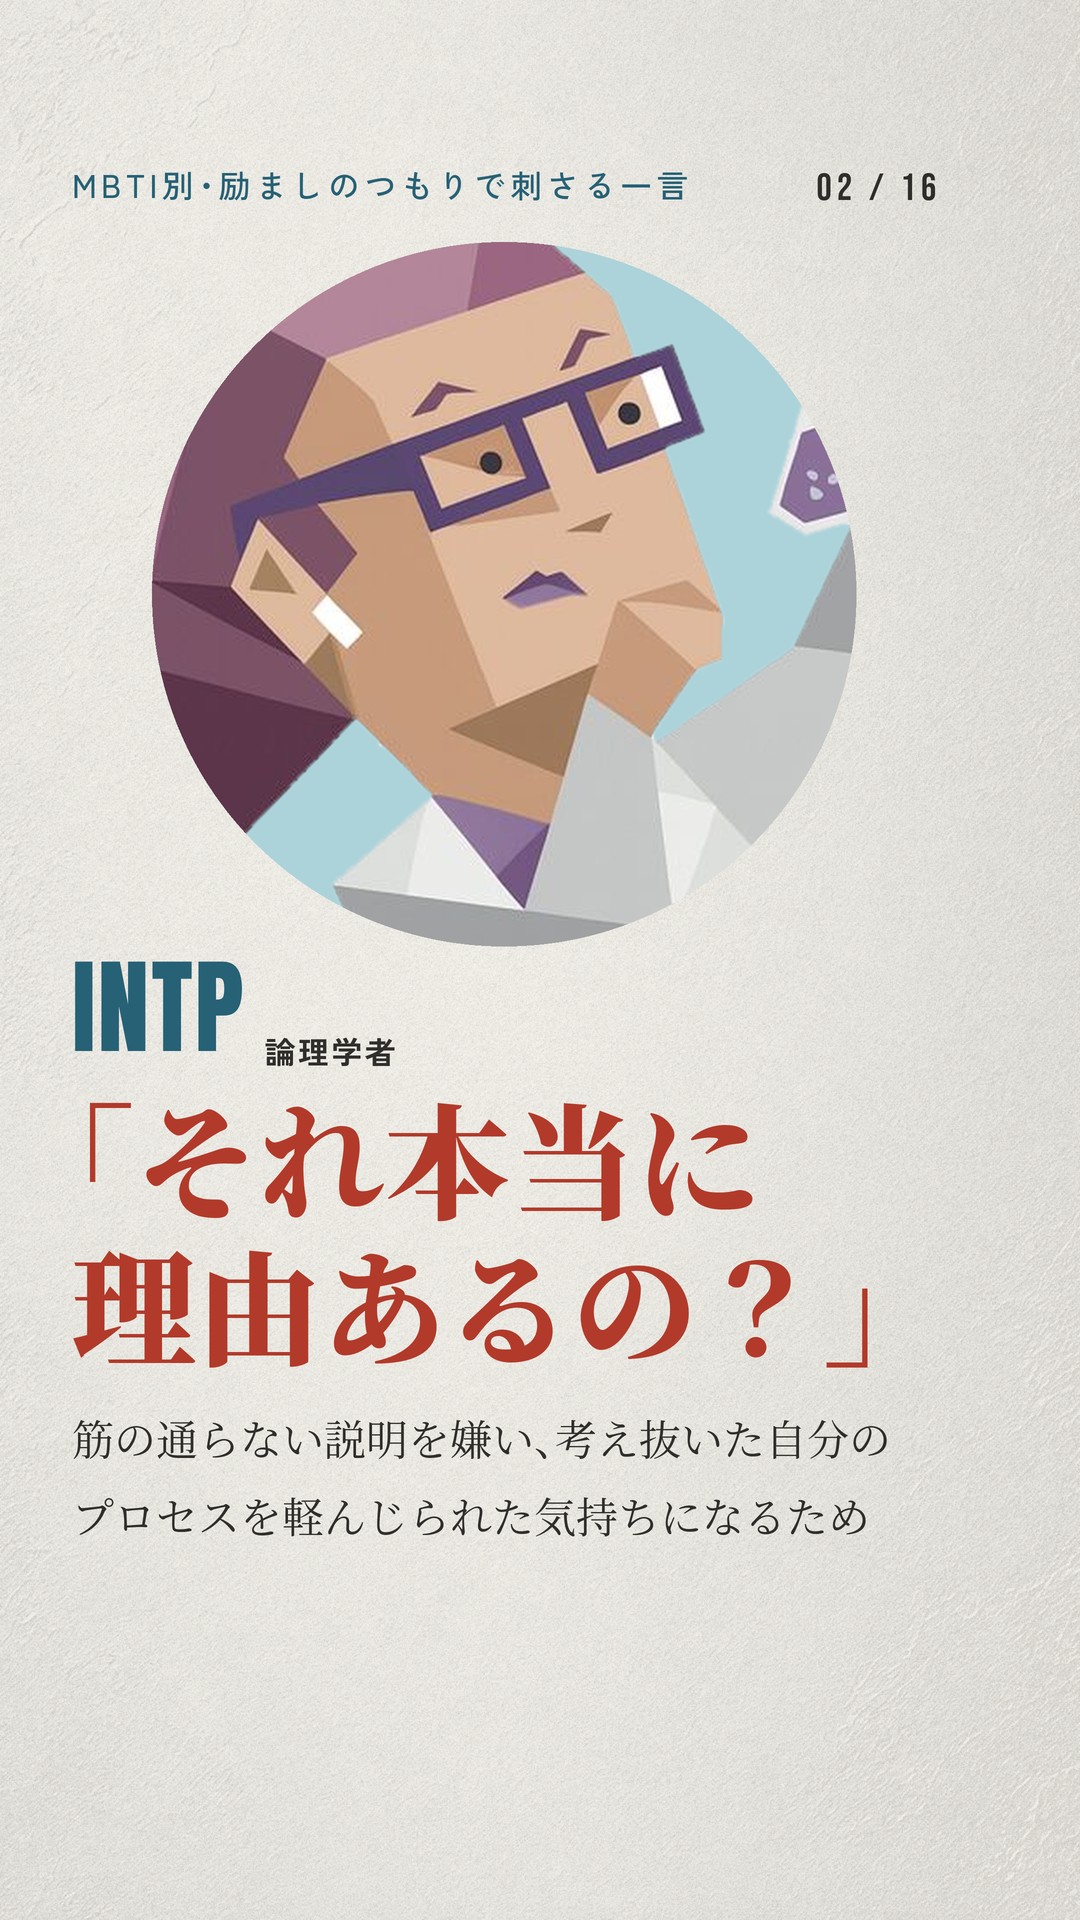 MBTI別・励ましのつもりで刺さる一言
02 / 16
INTP
論理学者
「それ本当に
理由あるの？」
筋の通らない説明を嫌い、考え抜いた自分の
プロセスを軽んじられた気持ちになるため